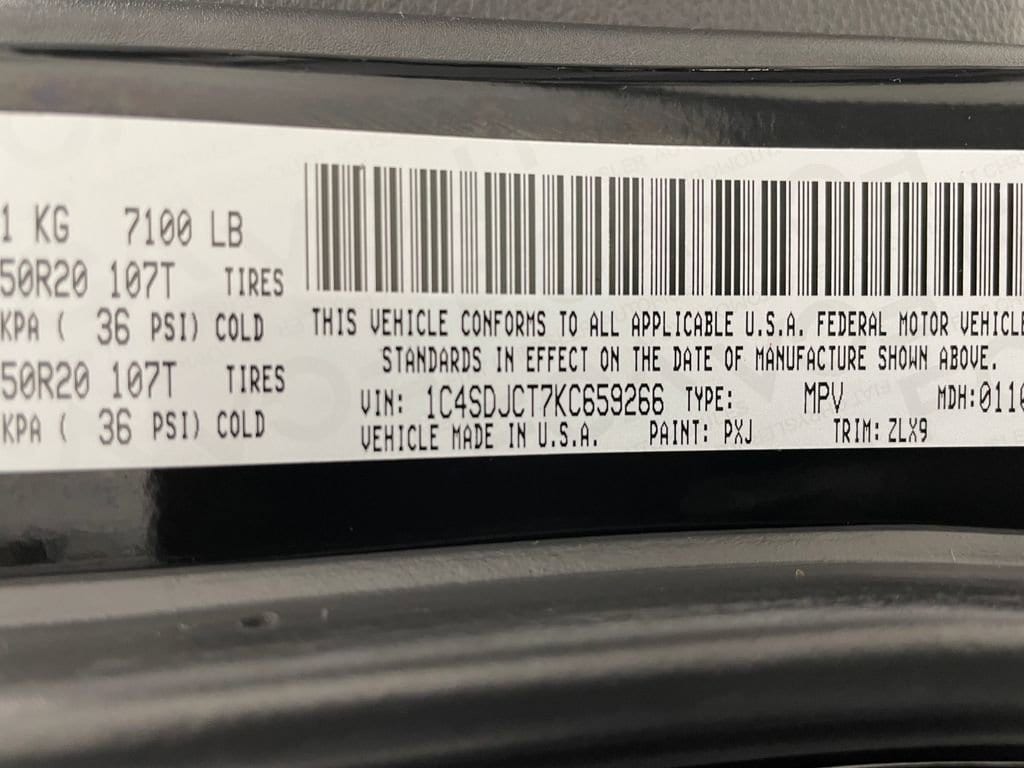 1 KG 7100 LB
50R20 107T TIRES
KPA ( 36 PSI) COLD
50R20 107T TIRES
KPA ( 36 PSI) COLD
THIS VEHICLE CONFORMS TO ALL APPLICABLE U.S.A. FEDERAL MOTOR VEHICLE
STANDARDS IN EFFECT ON THE DATE OF MANUFACTURE SHOWN ABOVE.
VIN: 1C4SDJCT7KC659266 TYPE: MPV MDH:0110
VEHICLE MADE IN U.S.A. PAINT: PXJ TRIM: ZLX9